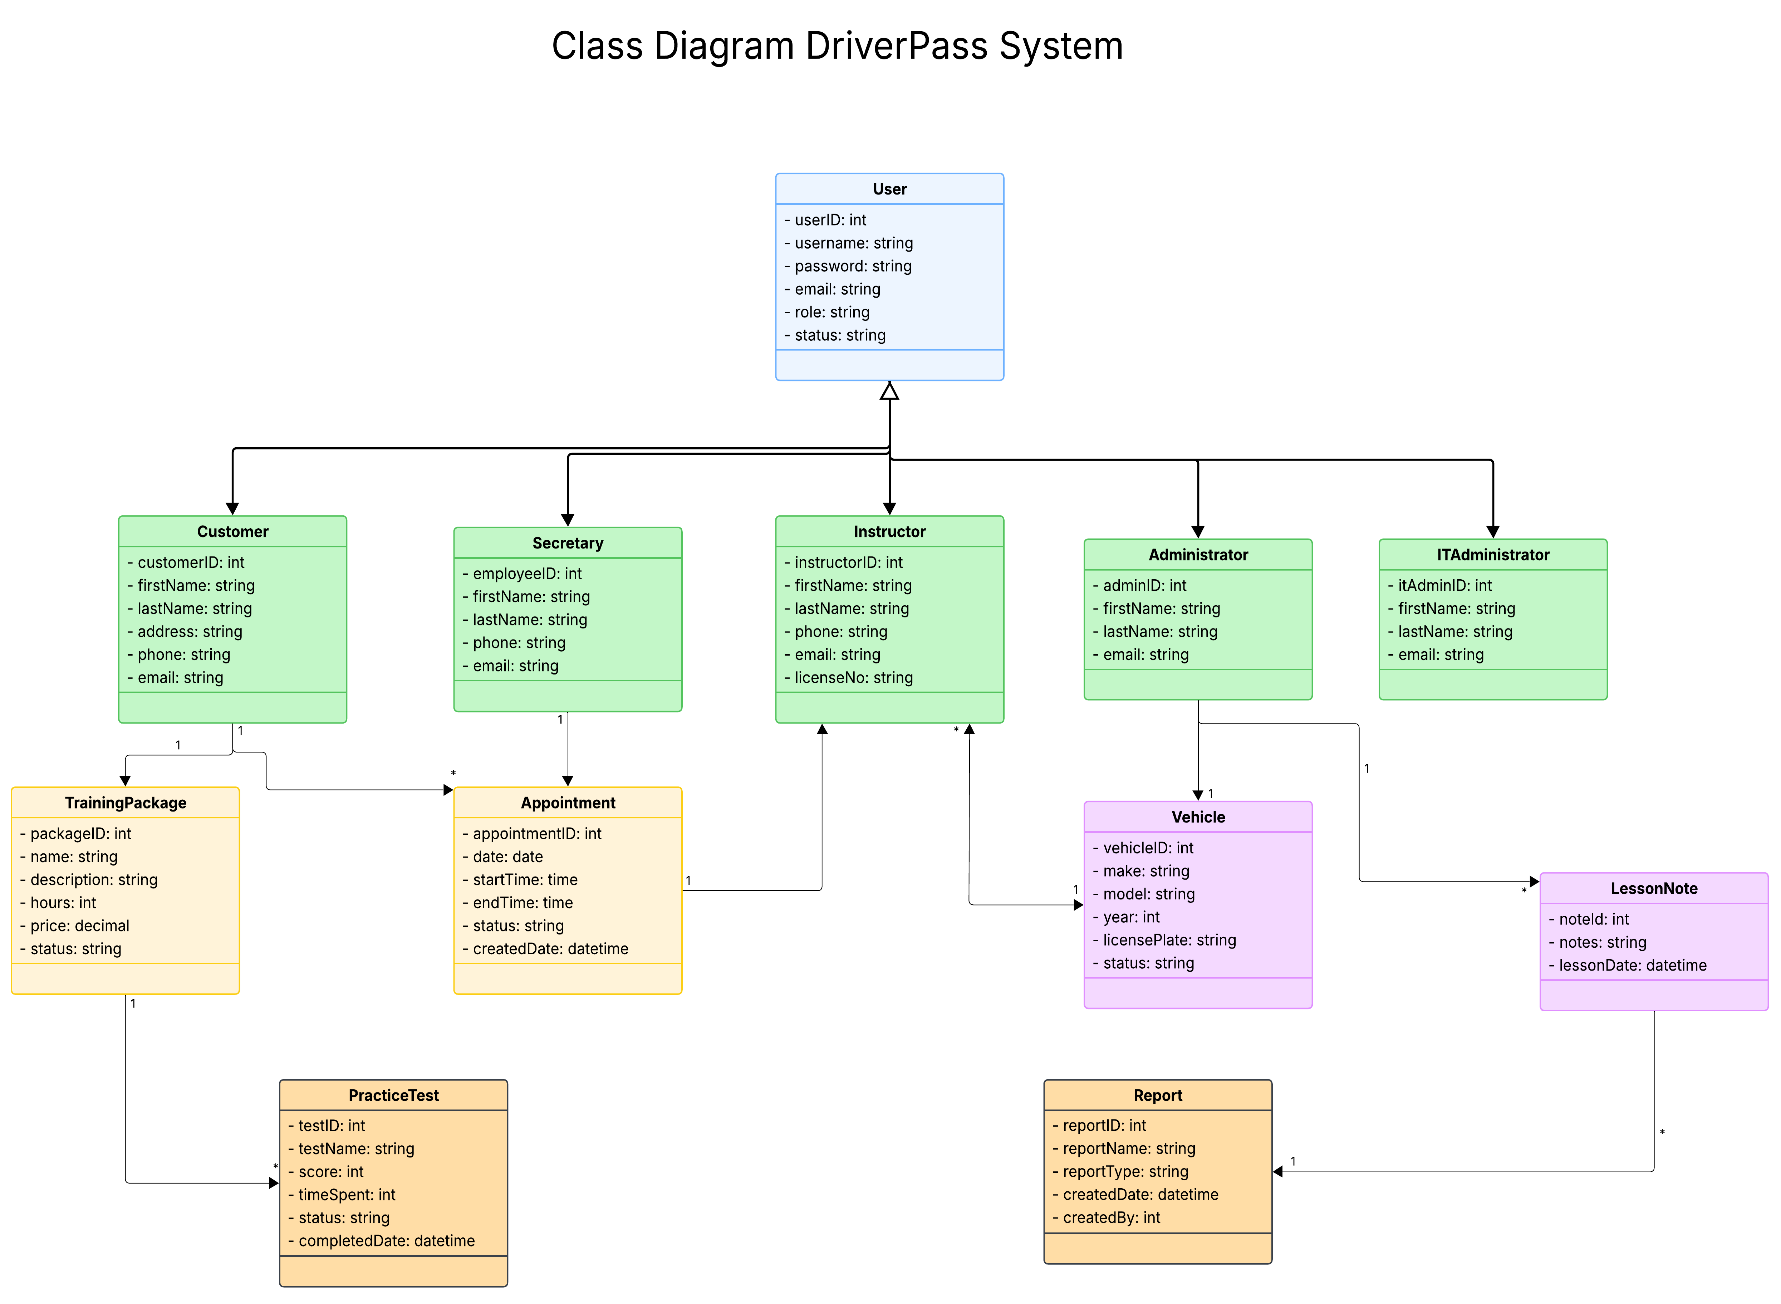 Class Diagram DriverPass System
User
- userID: int
- username: string
- password: string
- email: string
- role: string
- status: string
Customer
- customerID: int
- firstName: string
- lastName: string
- address: string
- phone: string
- email: string
Secretary
- employeeID: int
- firstName: string
- lastName: string
- phone: string
- email: string
Instructor
- instructorID: int
- firstName: string
- lastName: string
- phone: string
- email: string
- licenseNo: string
Administrator
- adminID: int
- firstName: string
- lastName: string
- email: string
ITAdministrator
- itAdminID: int
- firstName: string
- lastName: string
- email: string
1
1
*
1
*
1
1
1
1
*
TrainingPackage
- packageID: int
- name: string
- description: string
- hours: int
- price: decimal
- status: string
Appointment
- appointmentID: int
- date: date
- startTime: time
- endTime: time
- status: string
- createdDate: datetime
Vehicle
- vehicleID: int
- make: string
- model: string
- year: int
- licensePlate: string
- status: string
LessonNote
- noteId: int
- notes: string
- lessonDate: datetime
1
*
*
1
PracticeTest
- testID: int
- testName: string
- score: int
- timeSpent: int
- status: string
- completedDate: datetime
Report
- reportID: int
- reportName: string
- reportType: string
- createdDate: datetime
- createdBy: int